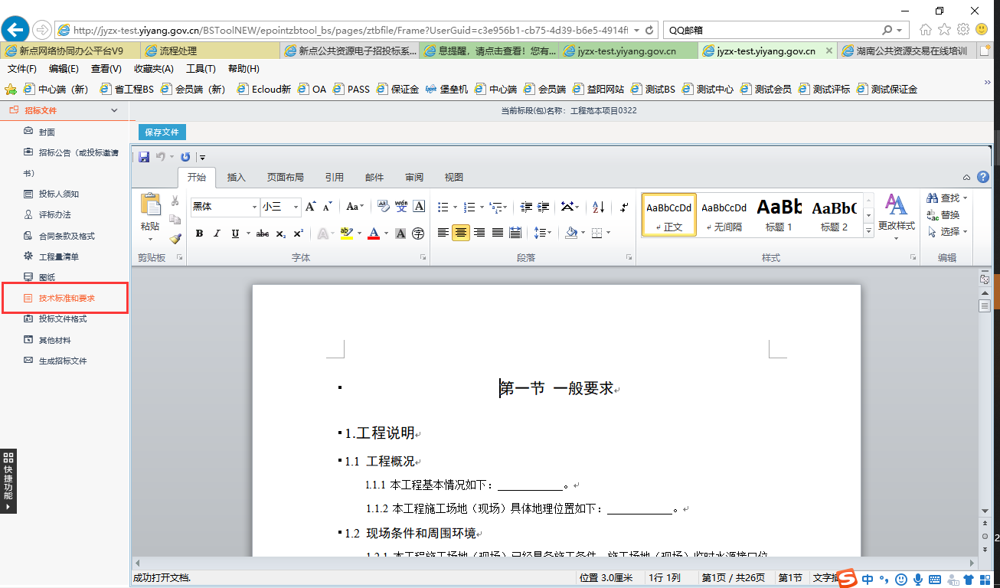 http://jyzx-test.yiyang.gov.cn/BSToolNEW/epointzbtool_bs/pages/ztbfile/Frame?UserGuid=c3e956b1-cb75-4d39-b6e5-4914ff
QQ邮箱
新点网络协同办公平台V9
流程处理
新点公共资源电子招投标系...
息提醒，请点击查看！您有...
jyzx-test.yiyang.gov.cn
jyzx-test.yiyang.gov.cn
湖南公共资源交易在线培训
文件(F) 编辑(E) 查看(V) 收藏夹(A) 工具(T) 帮助(H)
中心端（新） 省工程BS 会员端（新） Ecloud新 OA PASS 保证金 堡垒机 中心端 会员端 益阳网站 测试BS 测试中心 测试会员 测试评标 测试保证金
招标文件
当前标段(包)名称：工程范本项目0322
保存文件
封面
招标公告（或投标邀请
书）
投标人须知
评标办法
合同条款及格式
工程量清单
图纸
技术标准和要求
投标文件格式
其他材料
生成招标文件
快捷功能
开始 插入 页面布局 引用 邮件 审阅 视图
粘贴
剪贴板
黑体 小三
Aa
B I U abc x₂ x²
字体
段落
AaBbCcDd AaBbCcDd AaBb AaBbC
正文 无间隔 标题 1 标题 2
更改样式
样式
查找
替换
选择
编辑
第一节 一般要求
1.工程说明
1.1 工程概况
1.1.1 本工程基本情况如下：____________。
1.1.2 本工程施工场地（现场）具体地理位置如下：____________。
1.2 现场条件和周围环境
1.2.1 本工程施工场地（现场）已经具备施工条件。施工场地（现场）临时水源接口位
成功打开文档.
位置 3.0厘米 1行 1列 第1页 / 共26页 第1节 文字描
中
2